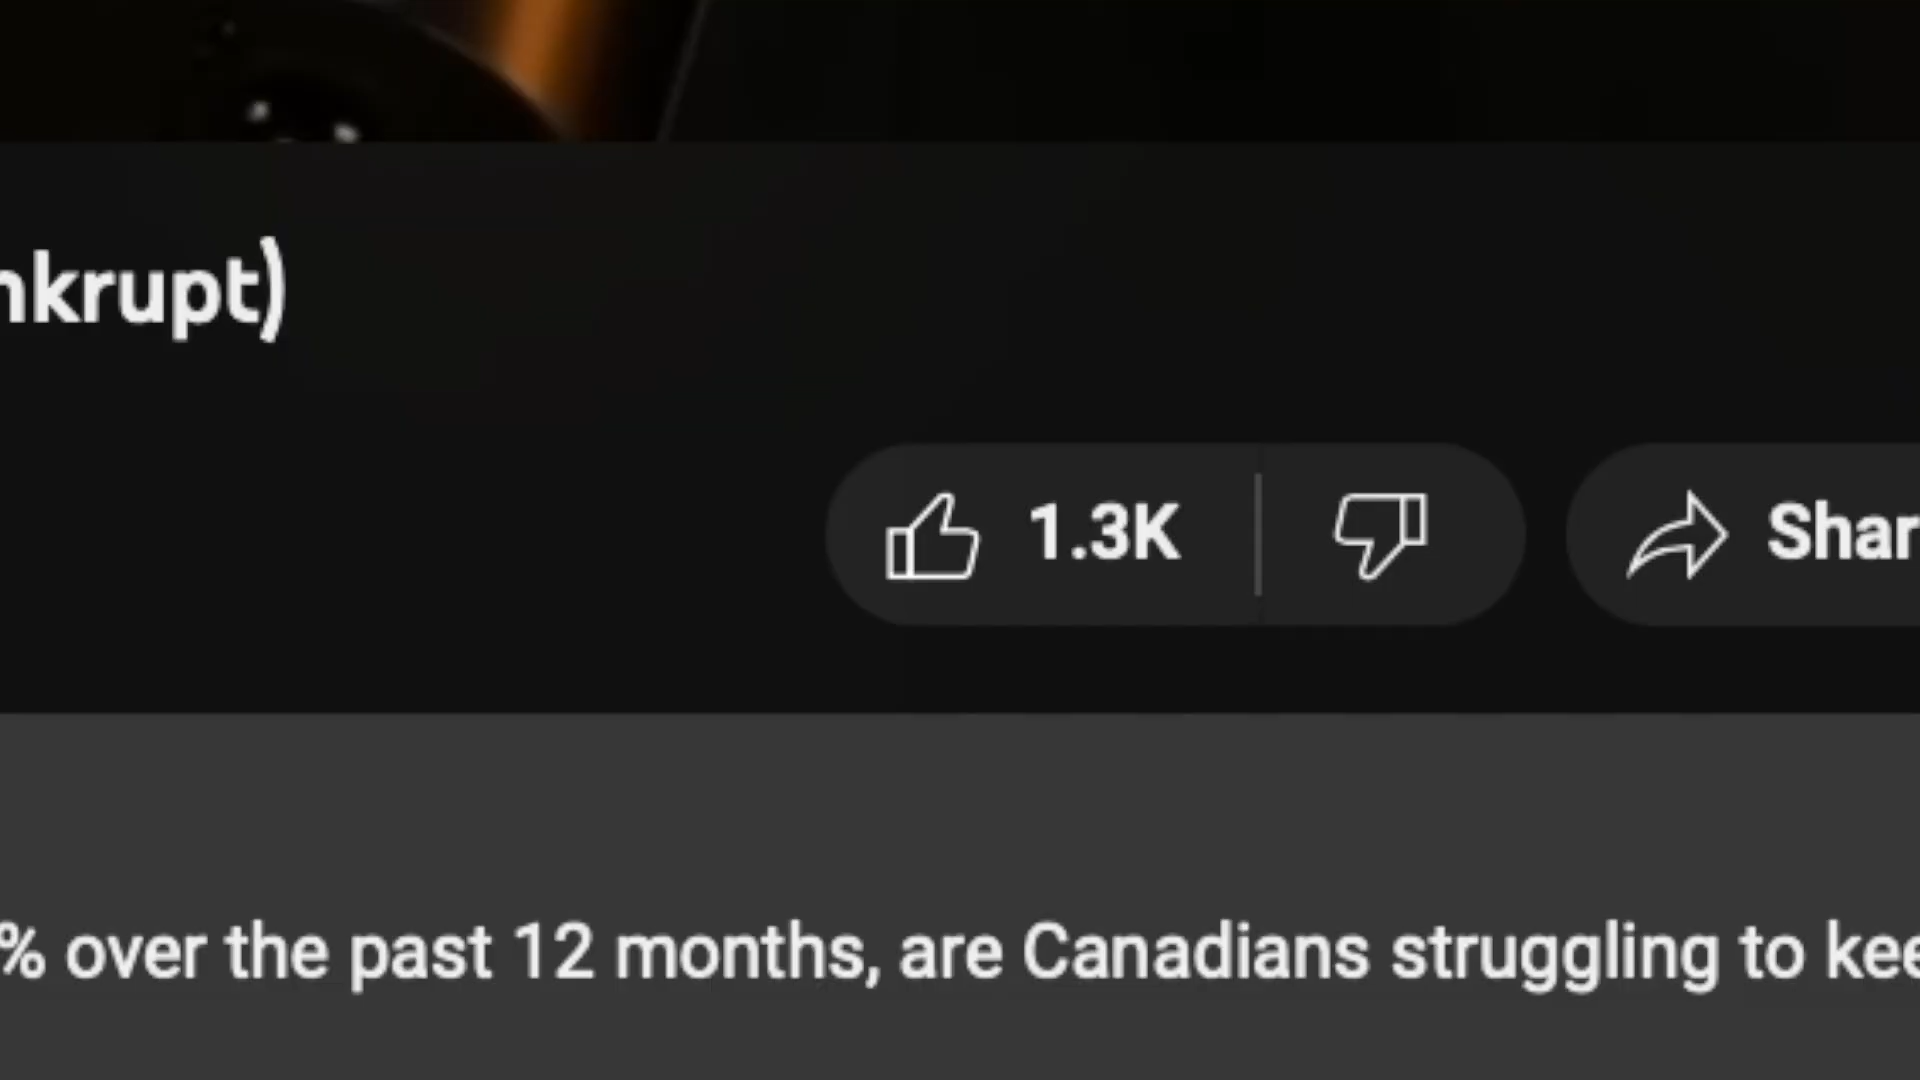 nkrupt)
1.3K
Shar
% over the past 12 months, are Canadians struggling to kee